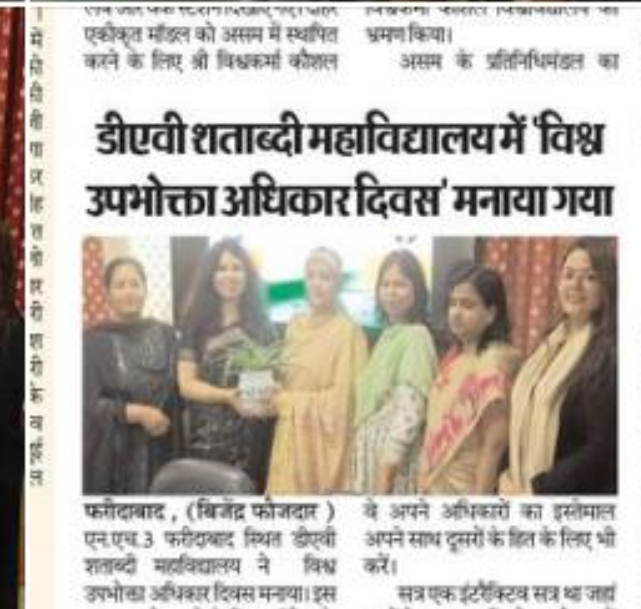 एकीकृत मॉडल को असम में स्थापित
करने के लिए श्री विश्वकर्मा कौशल
भ्रमण किया।
असम के प्रतिनिधिमंडल का
डीएवी शताब्दी महाविद्यालय में 'विश्व
उपभोक्ता अधिकार दिवस' मनाया गया
फरीदाबाद, (बिजेंद्र फौजदार)
एन.एच.3 फरीदाबाद स्थित डीएवी
शताब्दी महाविद्यालय ने विश्व
उपभोक्ता अधिकार दिवस मनाया। इस
वे अपने अधिकारों का इस्तेमाल
अपने साथ दूसरों के हित के लिए भी
करें।
सत्र एक इंटरैक्टिव सत्र था जहां